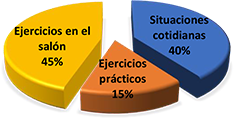 Ejercicios en el
salón
45%
Situaciones
cotidianas
40%
Ejercicios
prácticos
15%